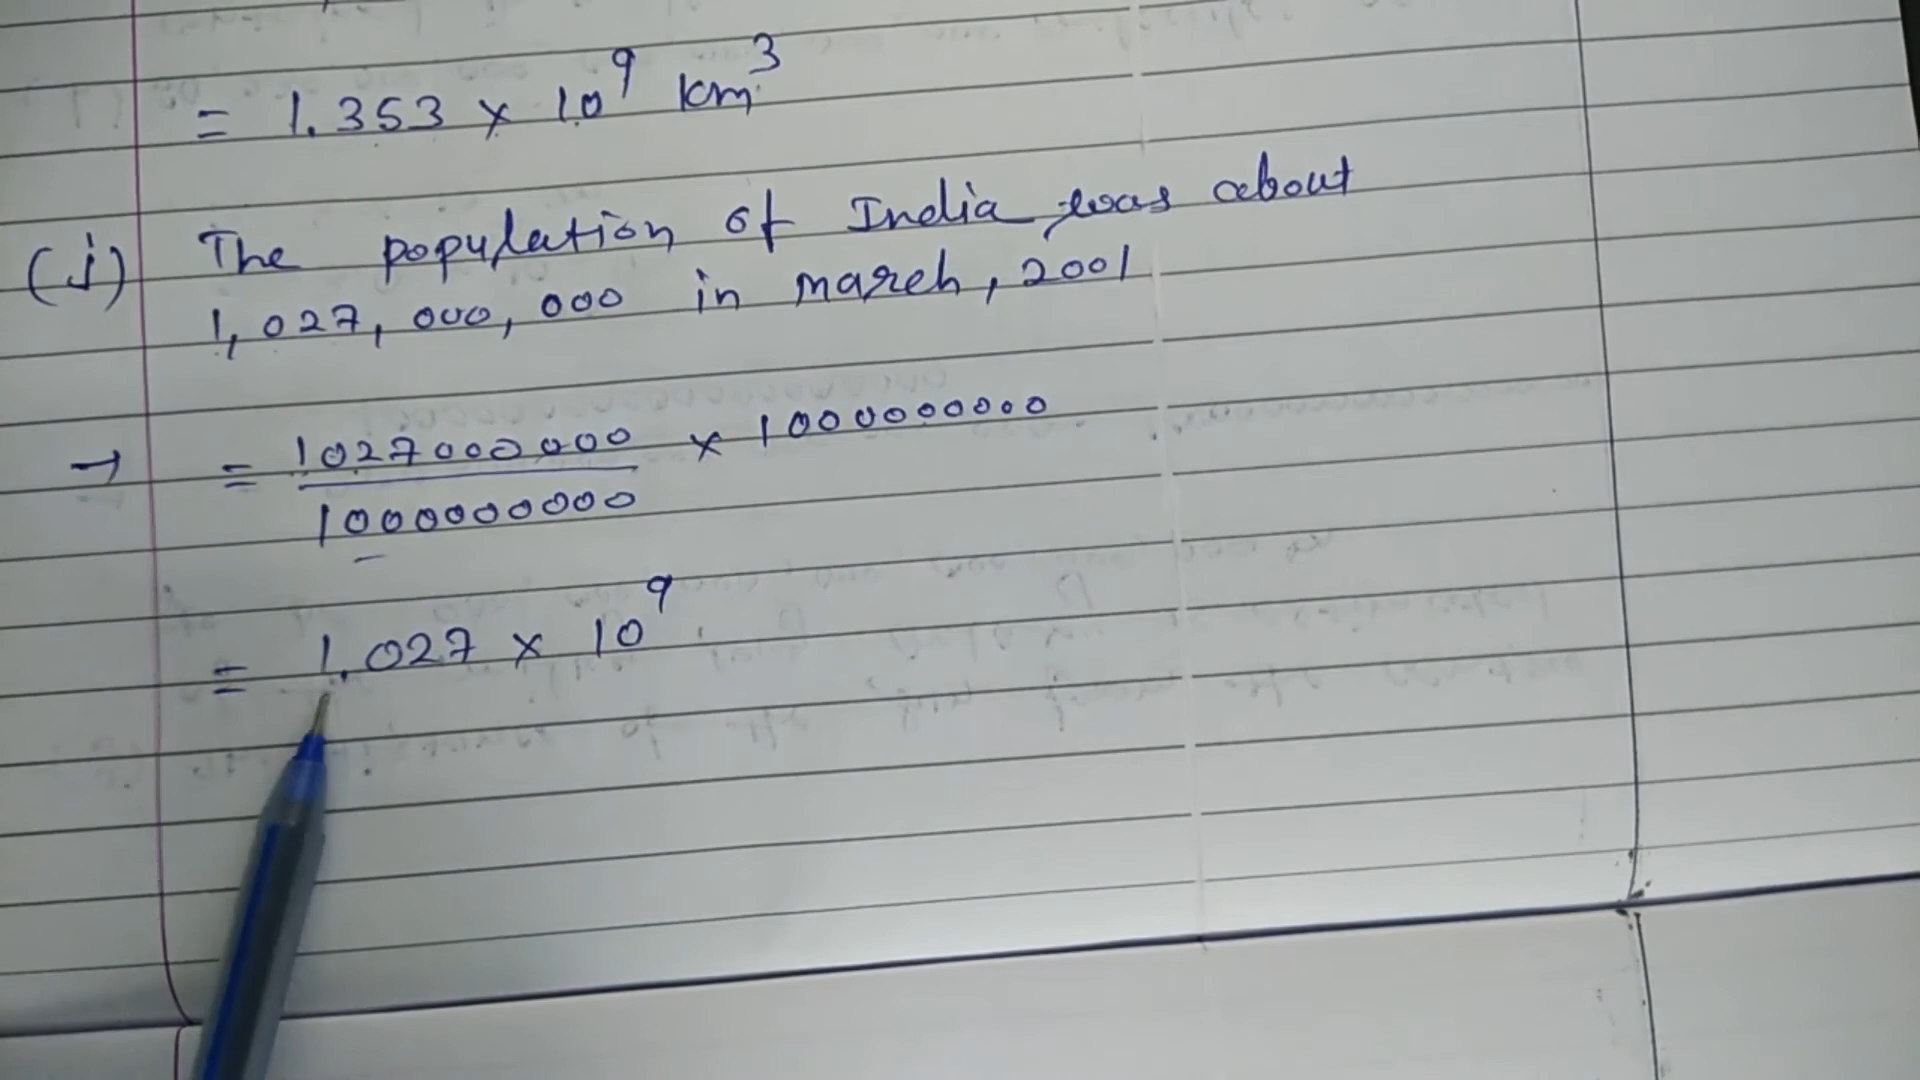 = 1.353 × 10⁹ km³
(j) The population of India was about
1,027,000,000 in march, 2001
→ = 1027000000/1000000000 × 1000000000
= 1.027 × 10⁹